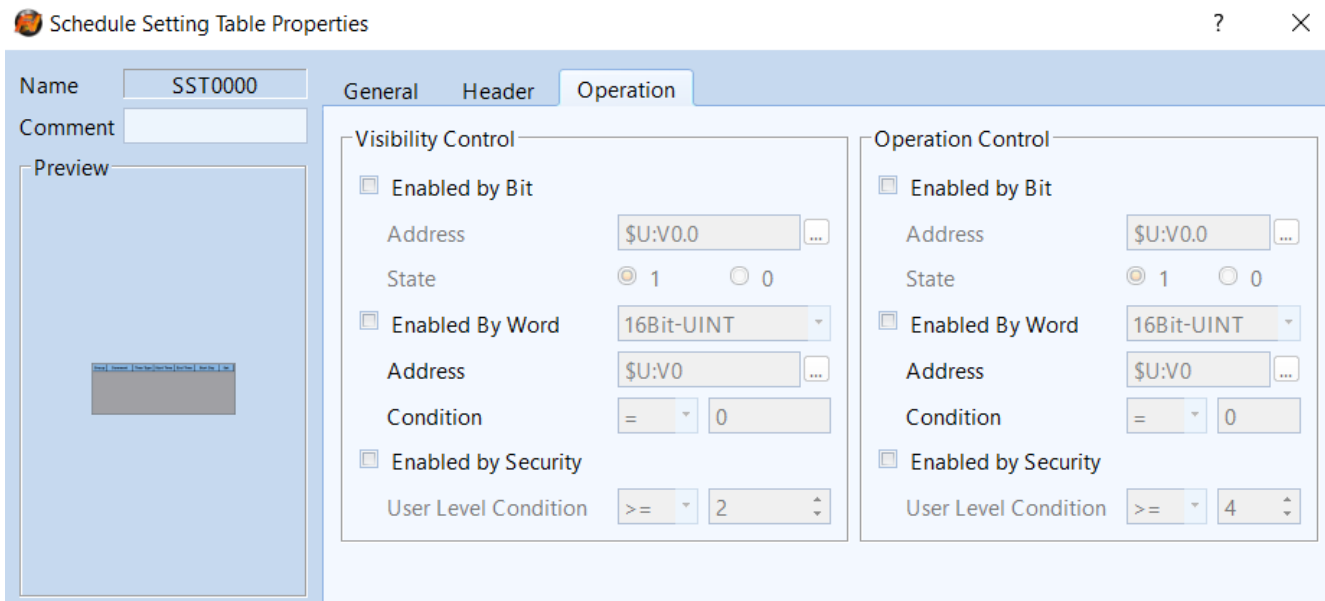 Schedule Setting Table Properties ?
Name SST0000
Comment
Preview
General Header Operation
Visibility Control
Enabled by Bit
Address $U:V0.0 ...
State 1 0
Enabled By Word 16Bit-UINT
Address $U:V0 ...
Condition = 0
Enabled by Security
User Level Condition >= 2
Operation Control
Enabled by Bit
Address $U:V0.0 ...
State 1 0
Enabled By Word 16Bit-UINT
Address $U:V0 ...
Condition = 0
Enabled by Security
User Level Condition >= 4